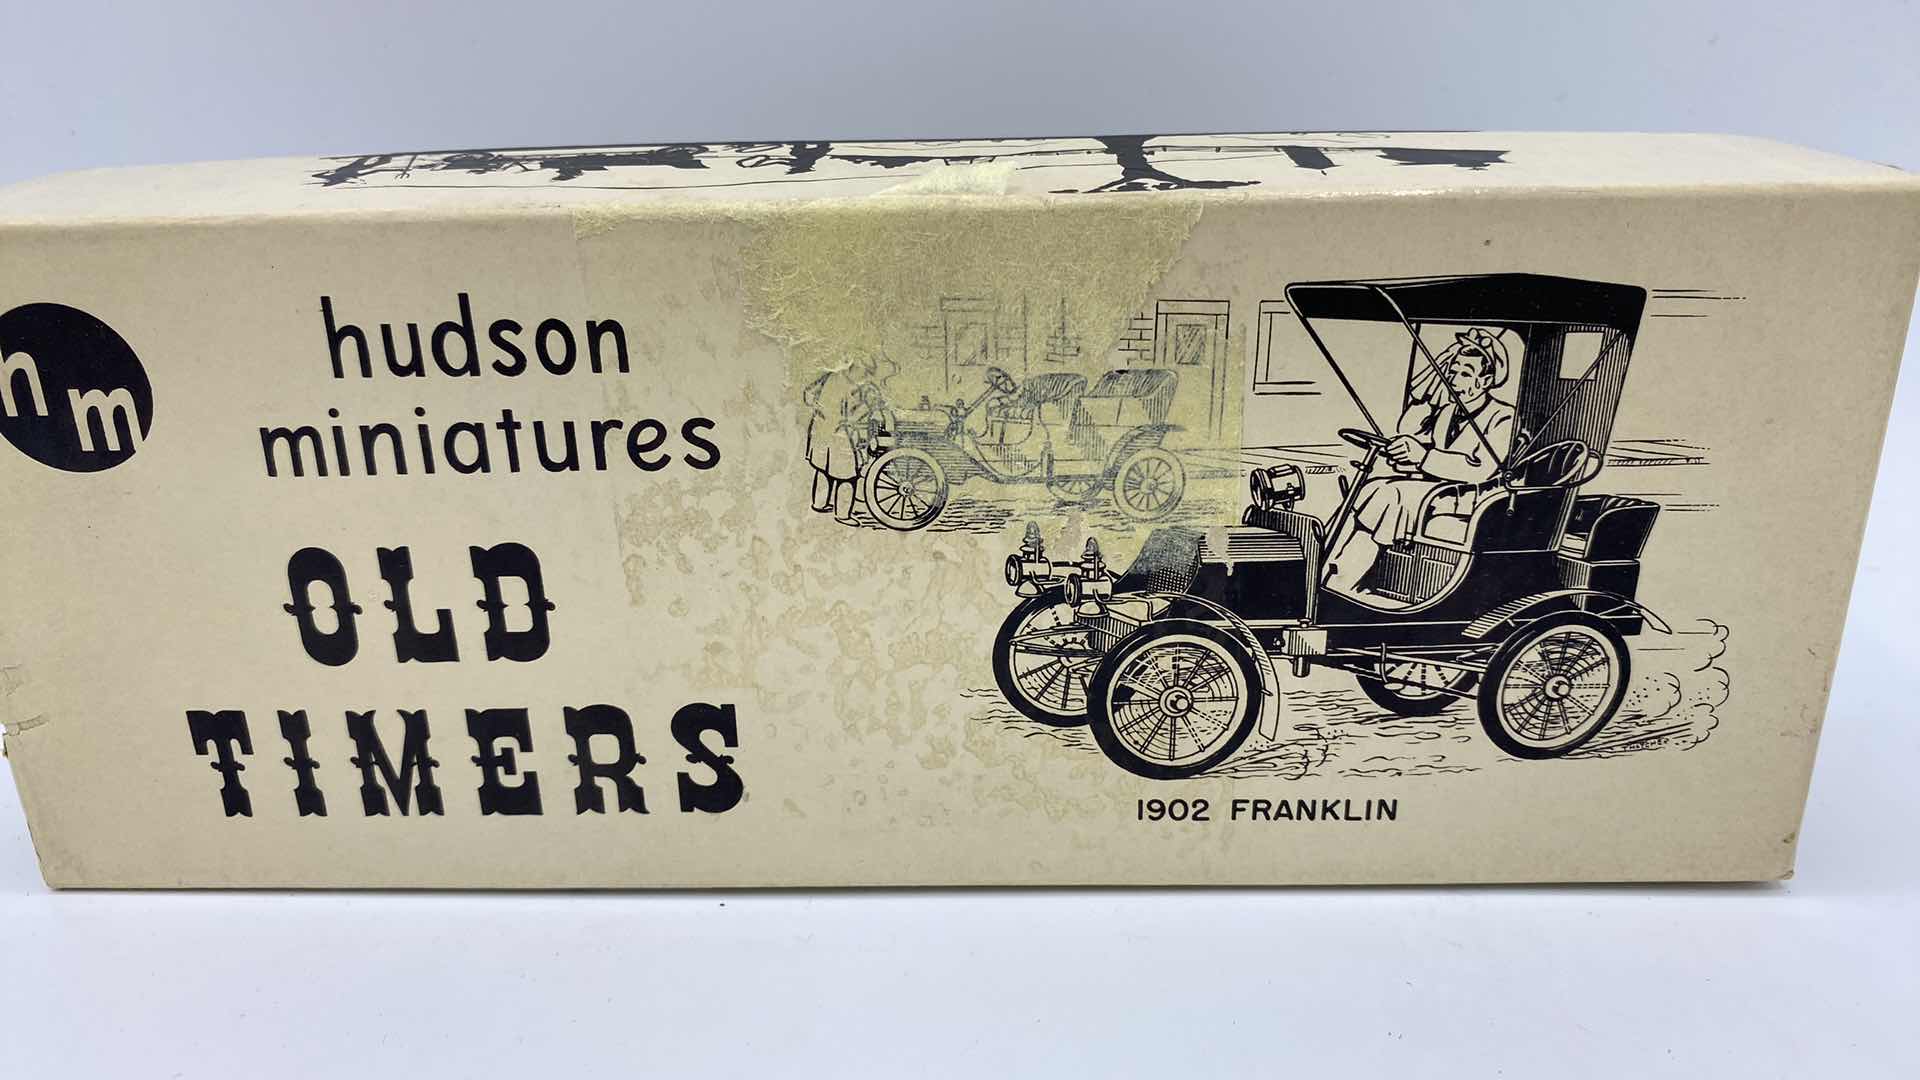 hm
hudson
miniatures
OLD
TIMERS
1902 FRANKLIN